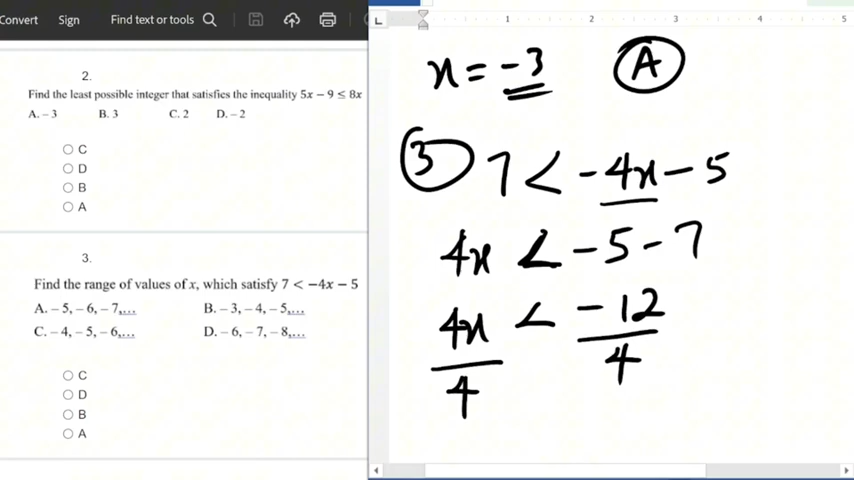 Convert Sign Find text or tools
2.
Find the least possible integer that satisfies the inequality 5x − 9 ≤ 8x
A. – 3 B. 3 C. 2 D. – 2
C
D
B
A
3.
Find the range of values of x, which satisfy 7 < −4x − 5
A. – 5, – 6, – 7,... B. – 3, – 4, – 5,...
C. – 4, – 5, – 6,... D. – 6, – 7, – 8,...
C
D
B
A
1 2 3 4 5
x = -3 A
3 7 < -4x - 5
4x < -5 - 7
4x < -12
4 4